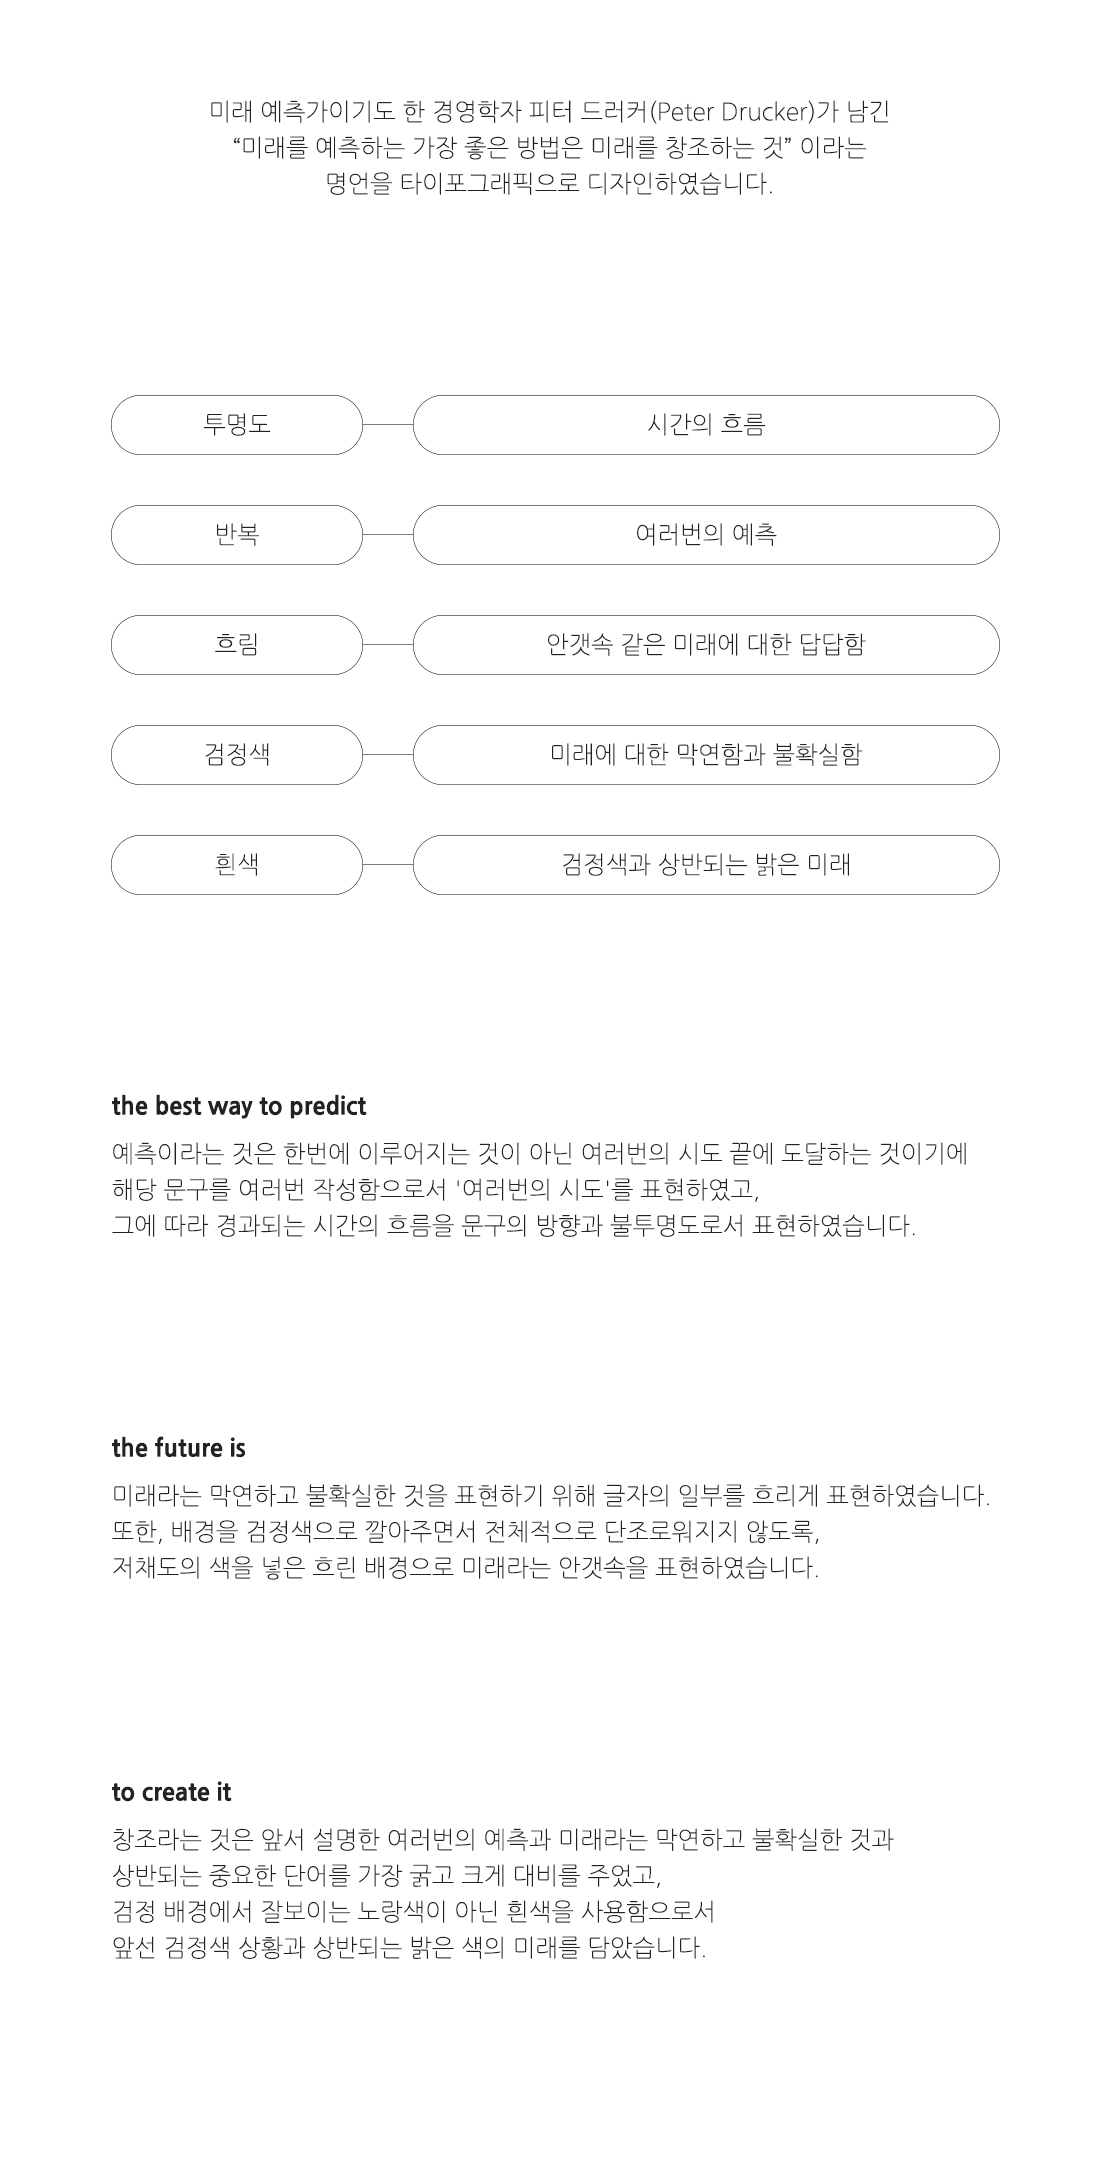 미래 예측가이기도 한 경영학자 피터 드러커(Peter Drucker)가 남긴
“미래를 예측하는 가장 좋은 방법은 미래를 창조하는 것” 이라는
명언을 타이포그래픽으로 디자인하였습니다.
투명도 시간의 흐름
반복 여러번의 예측
흐림 안갯속 같은 미래에 대한 답답함
검정색 미래에 대한 막연함과 불확실함
흰색 검정색과 상반되는 밝은 미래
the best way to predict
예측이라는 것은 한번에 이루어지는 것이 아닌 여러번의 시도 끝에 도달하는 것이기에
해당 문구를 여러번 작성함으로서 '여러번의 시도'를 표현하였고,
그에 따라 경과되는 시간의 흐름을 문구의 방향과 불투명도로서 표현하였습니다.
the future is
미래라는 막연하고 불확실한 것을 표현하기 위해 글자의 일부를 흐리게 표현하였습니다.
또한, 배경을 검정색으로 깔아주면서 전체적으로 단조로워지지 않도록,
저채도의 색을 넣은 흐린 배경으로 미래라는 안갯속을 표현하였습니다.
to create it
창조라는 것은 앞서 설명한 여러번의 예측과 미래라는 막연하고 불확실한 것과
상반되는 중요한 단어를 가장 굵고 크게 대비를 주었고,
검정 배경에서 잘보이는 노랑색이 아닌 흰색을 사용함으로서
앞선 검정색 상황과 상반되는 밝은 색의 미래를 담았습니다.